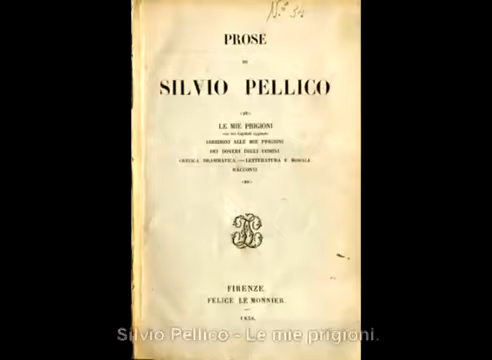 N.º 34
PROSE
DI
SILVIO PELLICO
LE MIE PRIGIONI
ADDIZIONI ALLE MIE PRIGIONI
DEI DOVERI DEGLI UOMINI
CRITICA DRAMMATICA. — LETTERATURA E MORALE.
RACCONTI
FIRENZE.
FELICE LE MONNIER.
Silvio Pellico - Le mie prigioni.